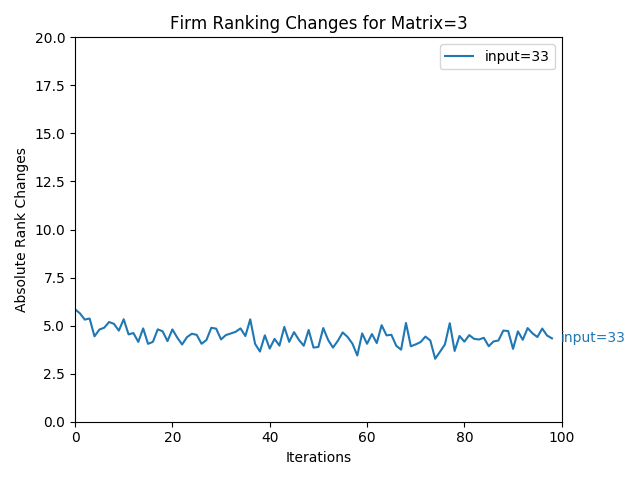 Firm Ranking Changes for Matrix=3
input=33
Absolute Rank Changes
20.0
17.5
15.0
12.5
10.0
7.5
5.0
2.5
0.0
input=33
0 20 40 60 80 100
Iterations